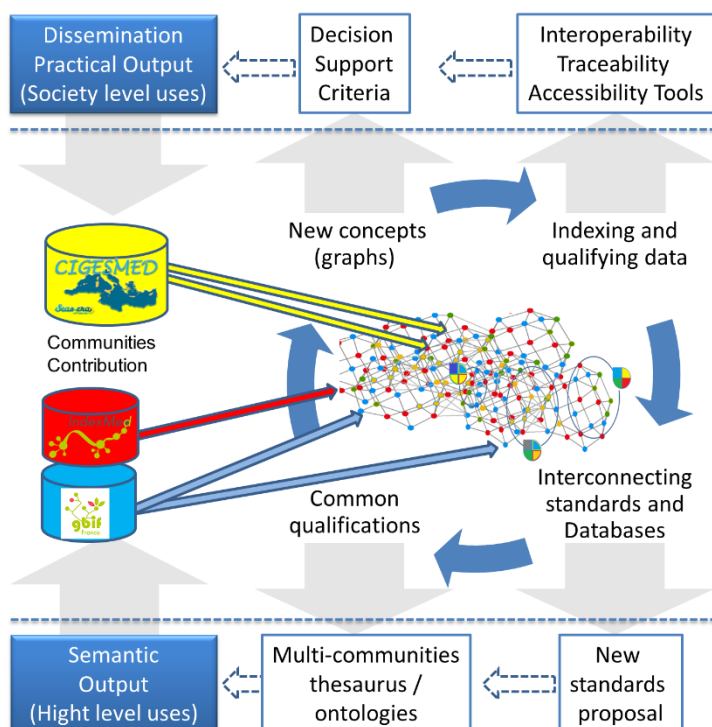 Dissemination
Practical Output
(Society level uses)
Decision
Support
Criteria
Interoperability
Traceability
Accessibility Tools
New concepts
(graphs)
Indexing and
qualifying data
CIGESMED
Seas-era
Communities
Contribution
IndexMed
gbif
France
Common
qualifications
Interconnecting
standards and
Databases
Semantic
Output
(Hight level uses)
Multi-communities
thesaurus /
ontologies
New
standards
proposal